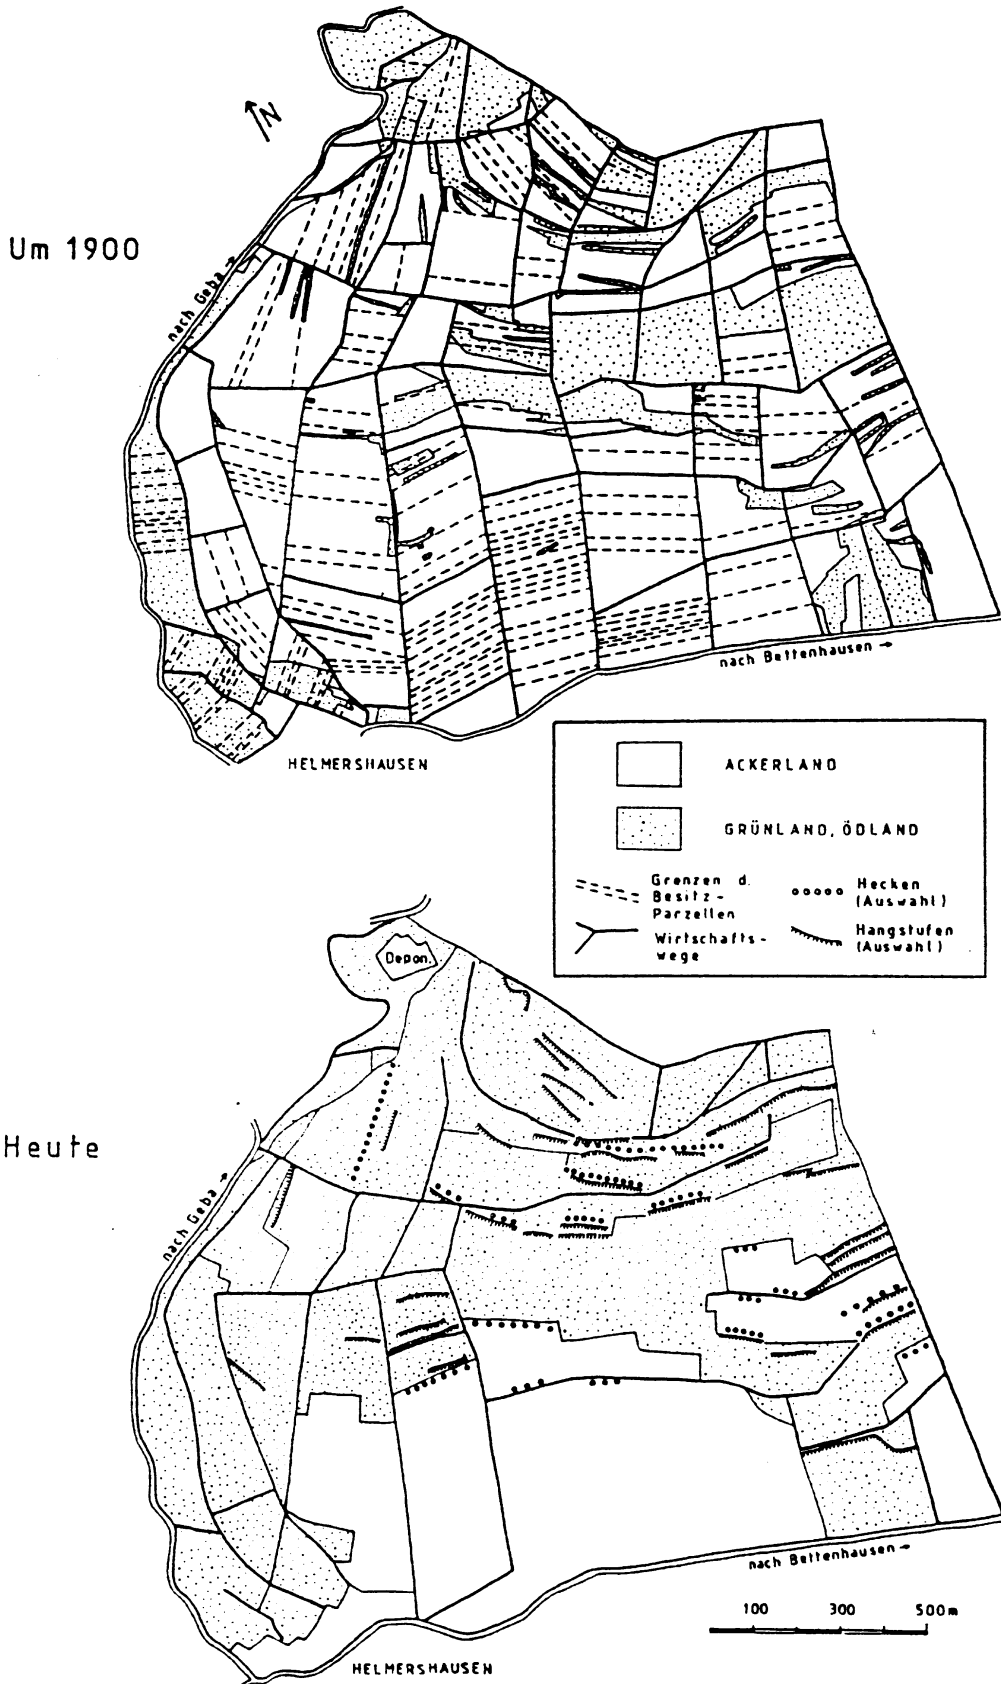 N
Um 1900
nach Geba →
nach Bettenhausen →
HELMERSHAUSEN
ACKERLAND
GRÜNLAND, ÖDLAND
Grenzen d.
Besitz-
Parzellen
Hecken
(Auswahl)
Wirtschafts-
wege
Hangstufen
(Auswahl)
Depon.
Heute
nach Geba →
nach Bettenhausen →
100 300 500m
HELMERSHAUSEN